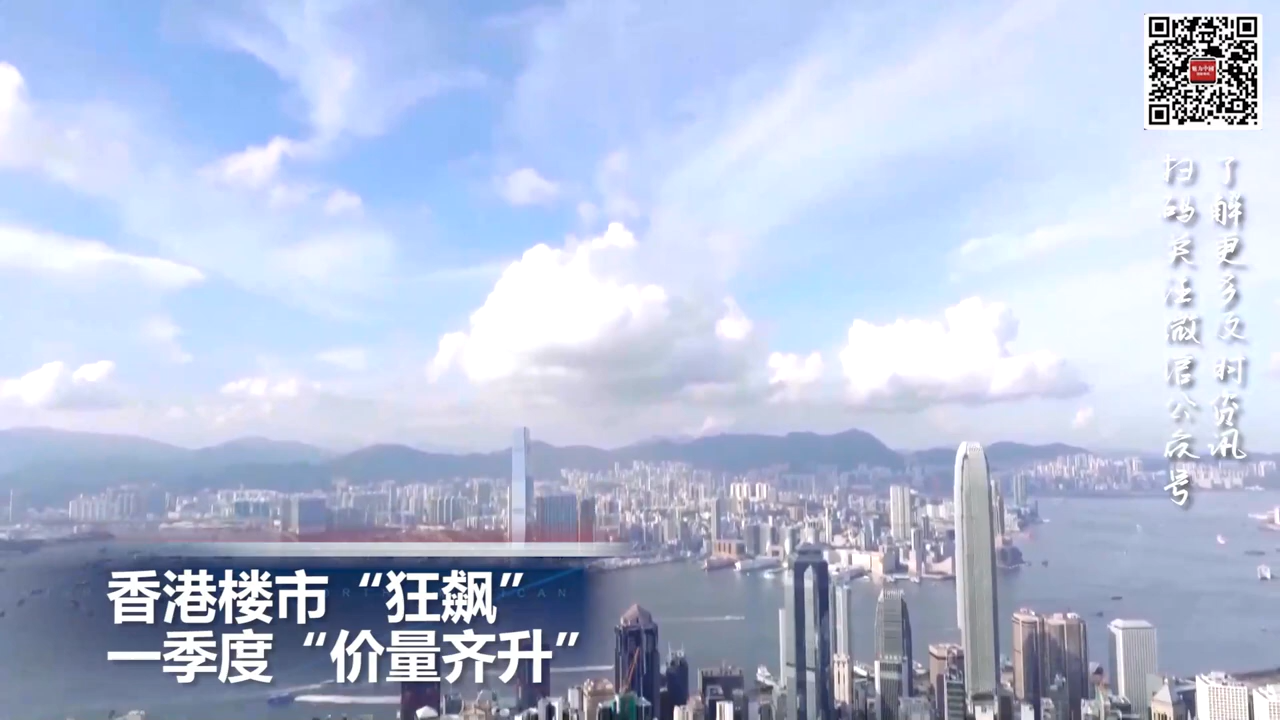 了解更多及时资讯
扫码关注微信公众号
香港楼市“狂飙”
一季度“价量齐升”